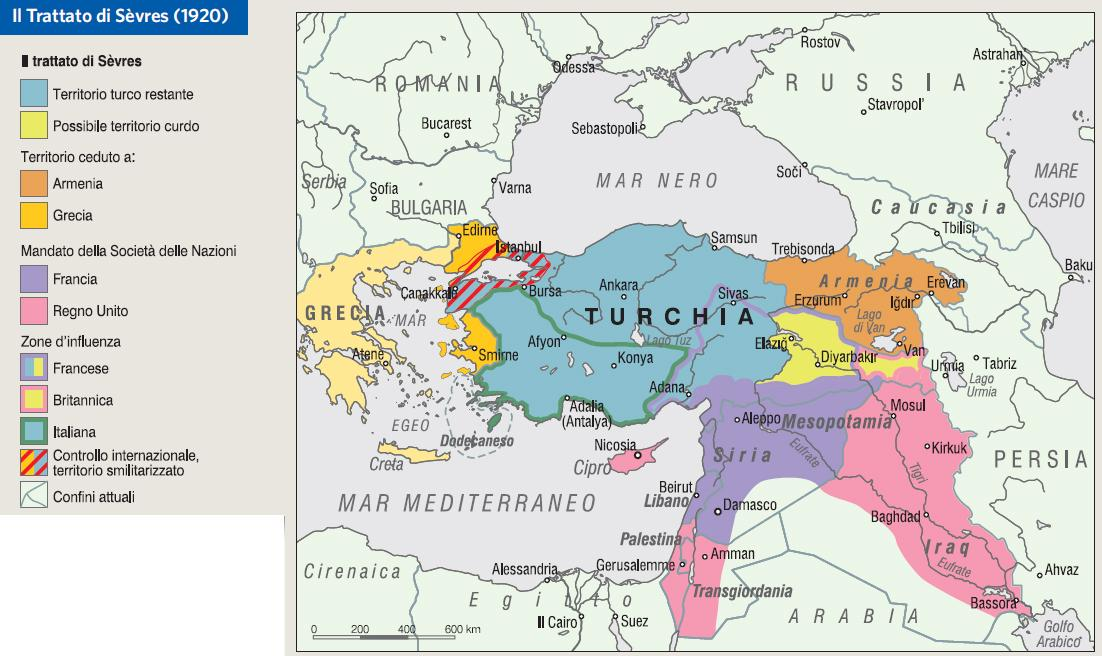 Il Trattato di Sèvres (1920)
trattato di Sèvres
Territorio turco restante
Possibile territorio curdo
Territorio ceduto a:
Armenia
Grecia
Mandato della Società delle Nazioni
Francia
Regno Unito
Zone d'influenza
Francese
Britannica
Italiana
Controllo internazionale,
territorio smilitarizzato
Confini attuali
Rostov
Astrahan'
Odessa
ROMANIA
RUSSIA
Stavropol'
Bucarest
Sebastopoli
MARE
CASPIO
Soči
Serbia
Sofia
Varna
MAR NERO
BULGARIA
Caucasia
Tbilisi
Edirne
Istanbul
Samsun
Trebisonda
Baku
Çanakkale
Bursa
Ankara
Sivas
Armenia
Erevan
Erzurum
Iğdır
GRECIA
MAR
TURCHIA
Lago
di Van
Atene
Smirne
Afyon
Lago Tuz
Elazığ
Diyarbakır
Van
Konya
Urmia
Tabriz
Lago
Urmia
Adana
Adalia
(Antalya)
EGEO
Dodecaneso
Aleppo
Mesopotamia
Mosul
Nicosia
Siria
Eufrate
Kirkuk
Creta
Cipro
PERSIA
Tigri
MAR MEDITERRANEO
Beirut
Libano
Damasco
Baghdad
Palestina
Iraq
Amman
Eufrate
Cirenaica
Alessandria
Gerusalemme
Ahvaz
Egitto
Transgiordania
Bassora
ARABIA
Il Cairo
Suez
Golfo
Arabico
0 200 400 600 km